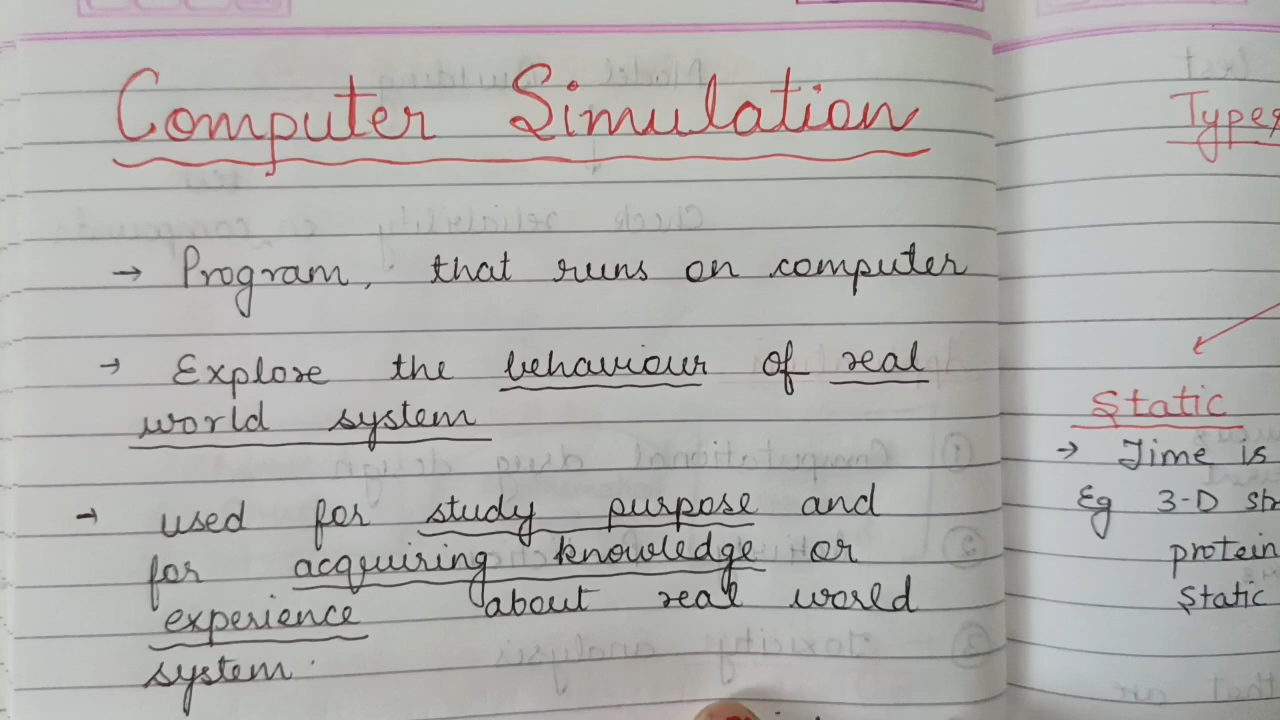 Computer Simulation
→ Program, that runs on computer
→ Explore the behaviour of real
world system
→ used for study purpose and
for acquiring knowledge or
experience about real world
system.
Types
Static
→ Time is
Eg 3-D
protein
Static